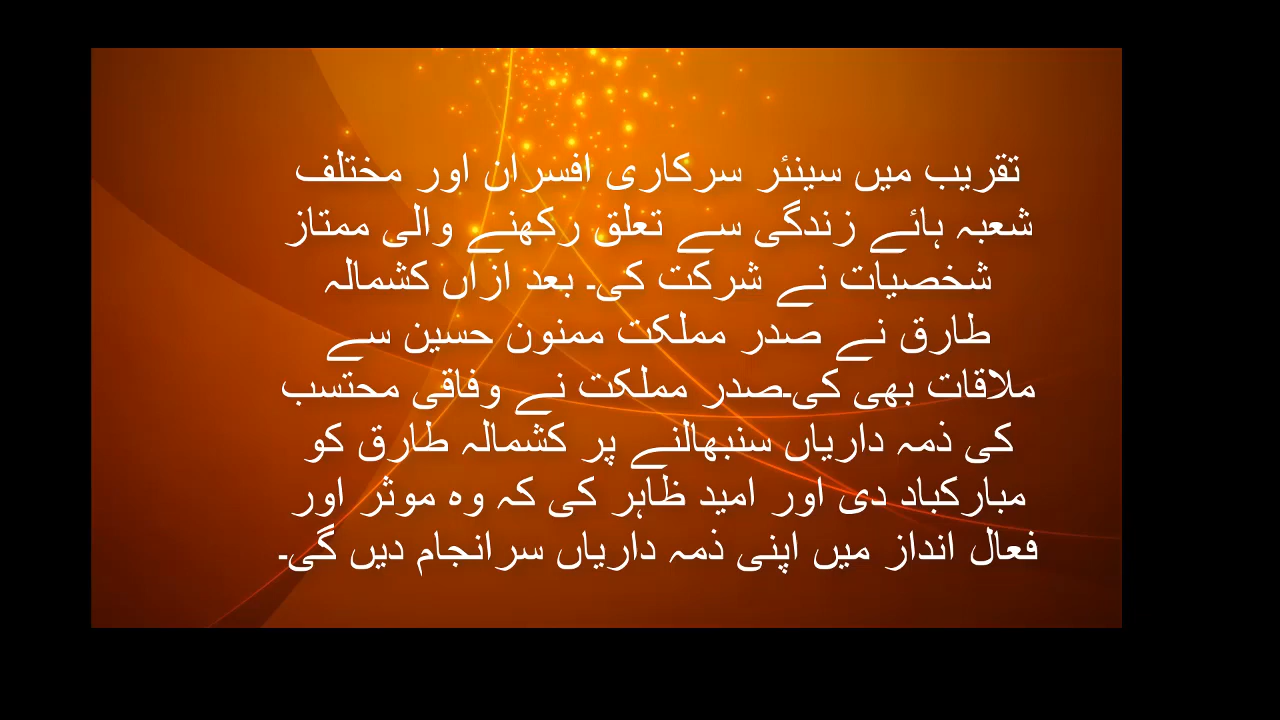 تقریب میں سینئر سرکاری افسران اور مختلف
شعبہ ہائے زندگی سے تعلق رکھنے والی ممتاز
شخصیات نے شرکت کی۔ بعد ازاں کشمالہ
طارق نے صدر مملکت ممنون حسین سے
ملاقات بھی کی۔صدر مملکت نے وفاقی محتسب
کی ذمہ داریاں سنبھالنے پر کشمالہ طارق کو
مبارکباد دی اور امید ظاہر کی کہ وہ موثر اور
فعال انداز میں اپنی ذمہ داریاں سرانجام دیں گی۔